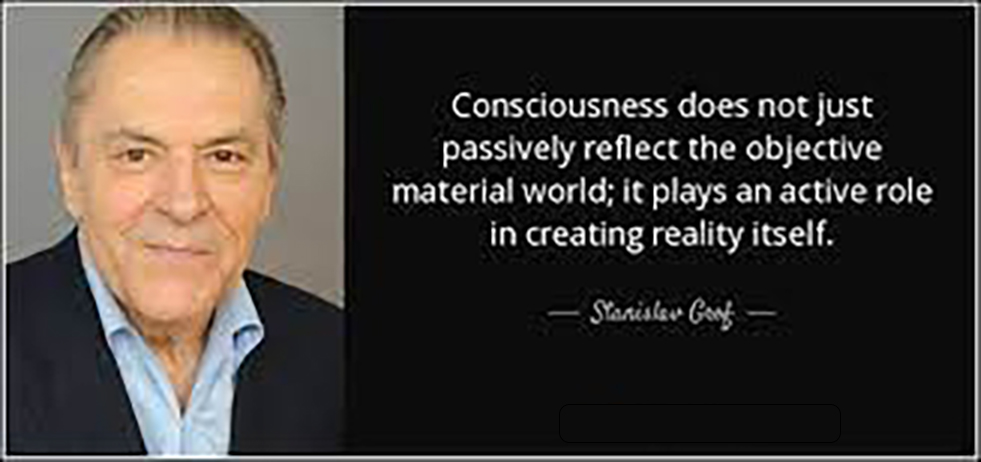 Consciousness does not just
passively reflect the objective
material world; it plays an active role
in creating reality itself.
— Stanislav Grof —